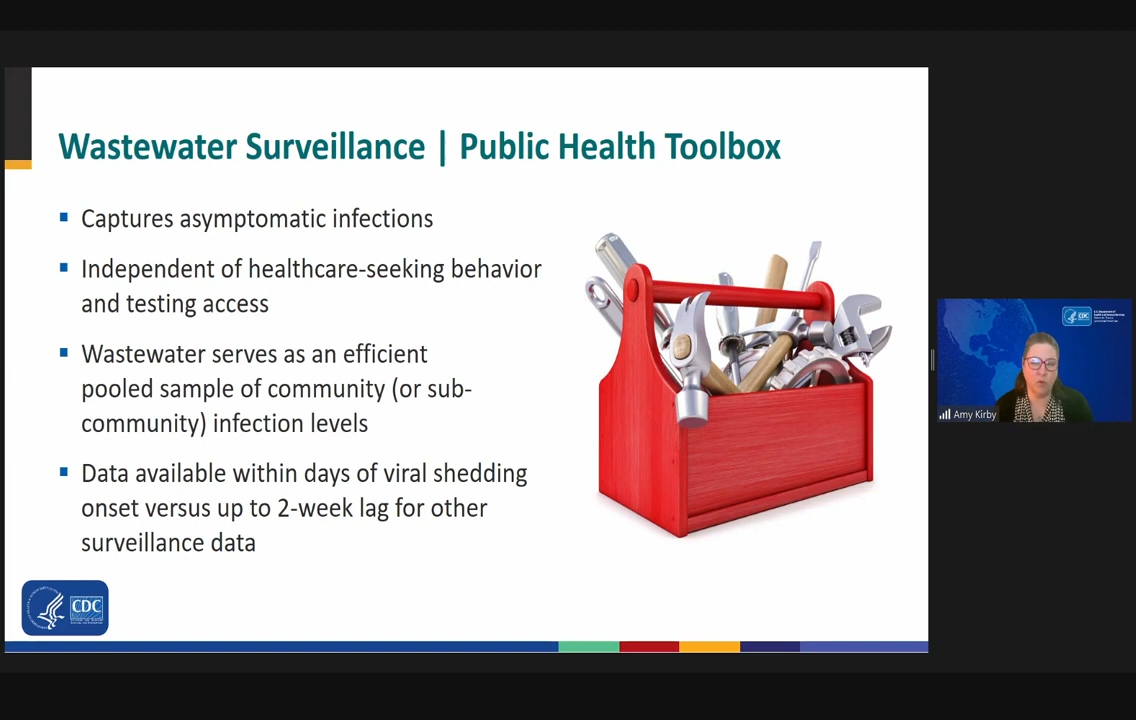 Wastewater Surveillance | Public Health Toolbox
▪ Captures asymptomatic infections
▪ Independent of healthcare-seeking behavior
and testing access
▪ Wastewater serves as an efficient
pooled sample of community (or sub-
community) infection levels
▪ Data available within days of viral shedding
onset versus up to 2-week lag for other
surveillance data
CDC
CDC
Amy Kirby